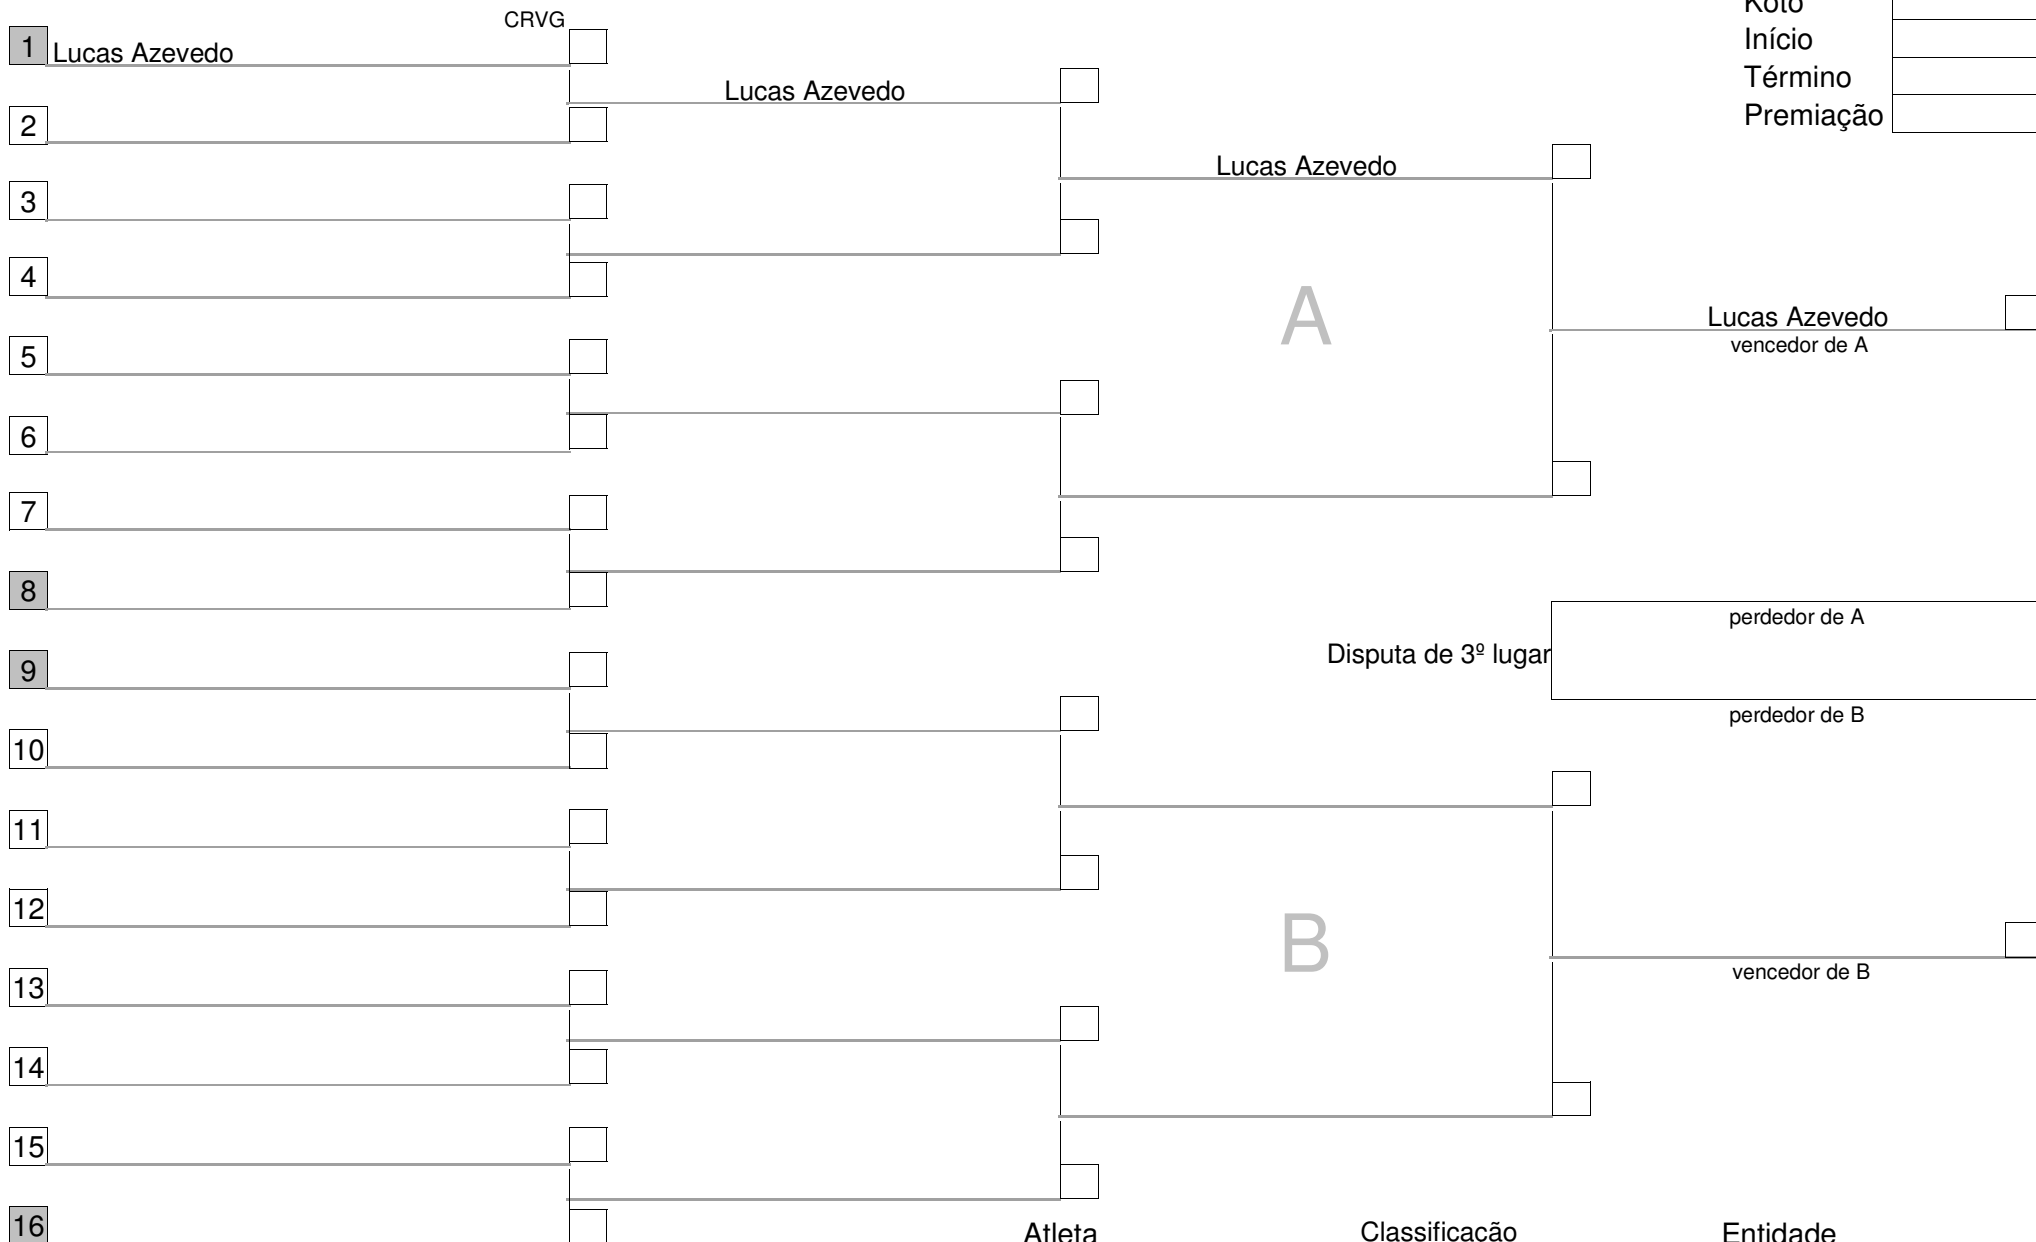 CRVG
Koto
1 Lucas Azevedo
Início
Lucas Azevedo
Término
2
Premiação
Lucas Azevedo
3
4
A
Lucas Azevedo
vencedor de A
5
6
7
8
perdedor de A
Disputa de 3º lugar
9
perdedor de B
10
11
12
B
13
vencedor de B
14
15
16
Atleta Classificação Entidade